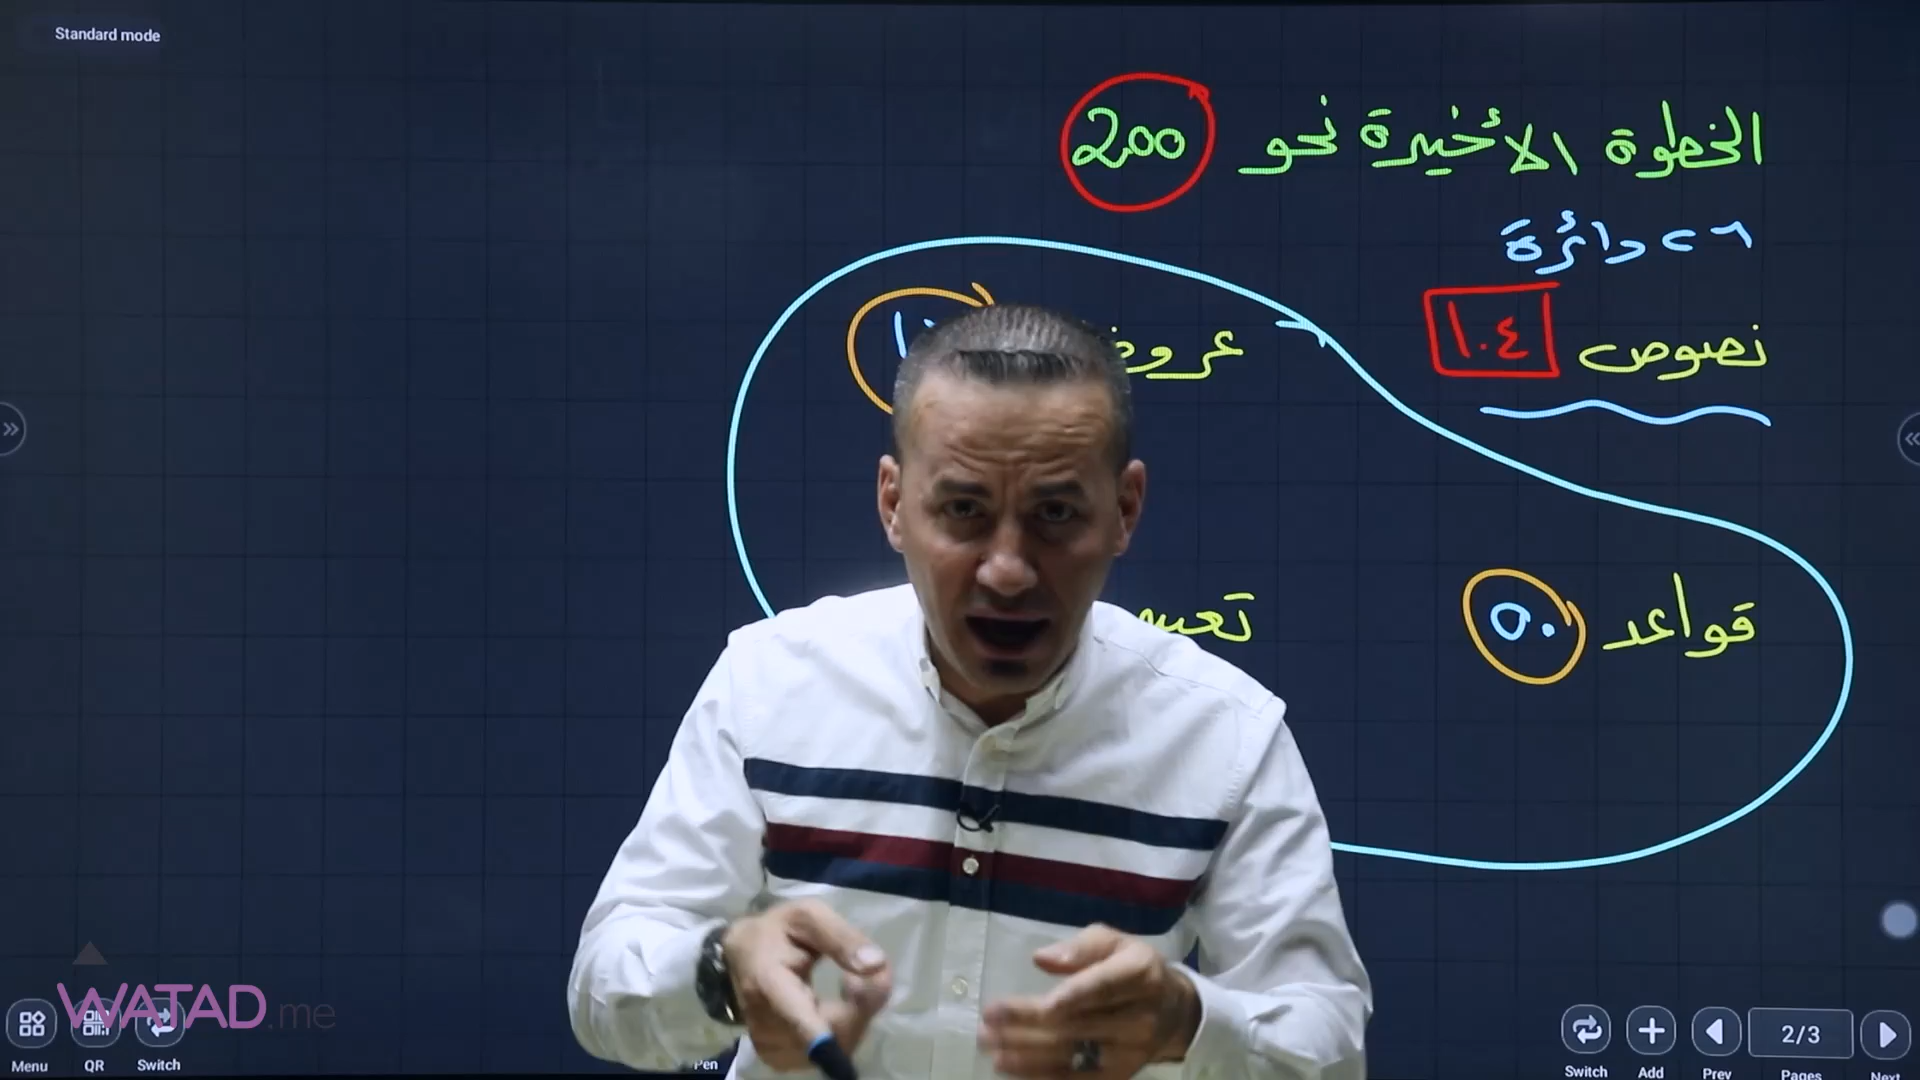 Standard mode
الخطوة الأخيرة نحو 200
٢٦ دائرة
نصوص ١٠٤
قواعد ٥٠
WATAD.me
Menu QR Switch
Pen
Switch Add Prev 2/3 Pages Next